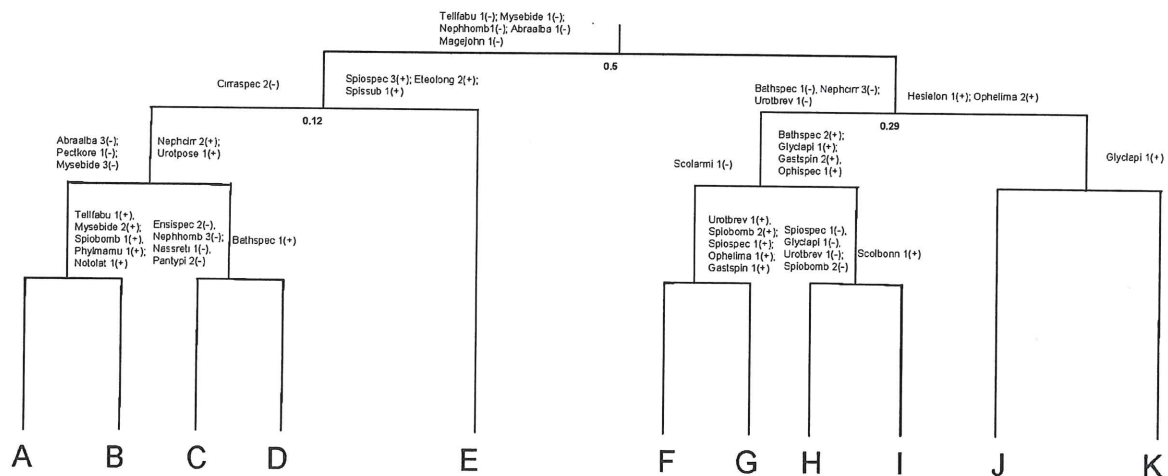 Tellfabu 1(-); Mysebide 1(-);
Nephhomb1(-); Abraalba 1(-)
Magejohn 1(-)
0.5
Cirraspec 2(-)
Spiospec 3(+); Eteolong 2(+);
Spissub 1(+)
0.12
Bathspec 1(-), Nephcirr 3(-);
Urotbrev 1(-)
Hesielon 1(+); Ophelima 2(+)
0.29
Abraalba 3(-);
Pectkore 1(-);
Mysebide 3(-)
Nephcirr 2(+);
Urotpose 1(+)
Scolarmi 1(-)
Bathspec 2(+);
Glyclapi 1(+);
Gastspin 2(+),
Ophispec 1(+)
Glyclapi 1(+)
Tellfabu 1(+),
Mysebide 2(+);
Spiobomb 1(+),
Phylmamu 1(+);
Notolat 1(+)
Ensispec 2(-),
Nephhomb 3(-);
Nassreti 1(-),
Pantypi 2(-)
Bathspec 1(+)
Urotbrev 1(+),
Spiobomb 2(+);
Spiospec 1(+);
Ophelima 1(+);
Gastspin 1(+)
Spiospec 1(-),
Glyclapi 1(-),
Urotbrev 1(-);
Spiobomb 2(-)
Scolbonn 1(+)
A B C D E F G H I J K